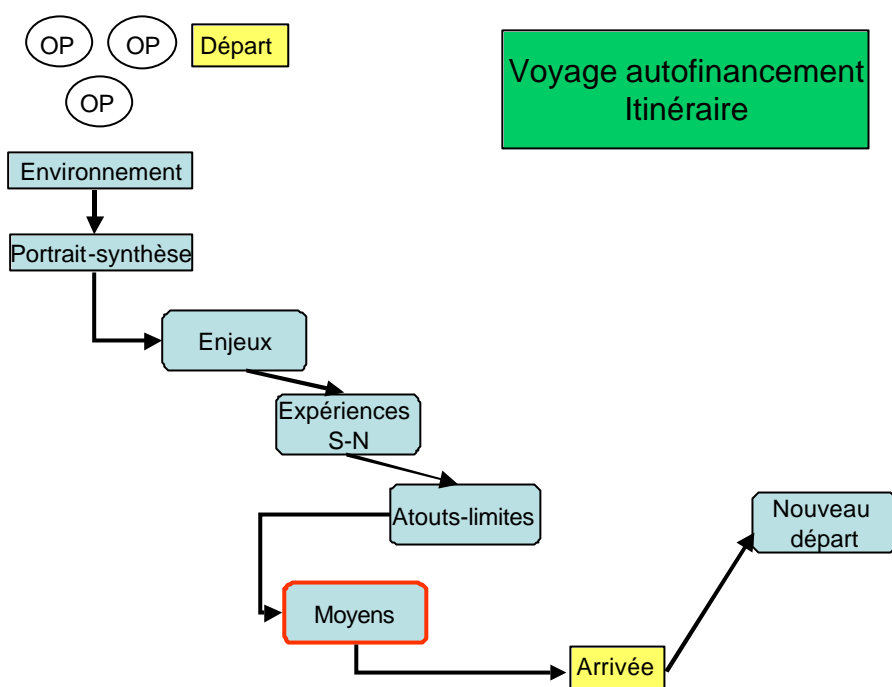 OP
OP
Départ
OP
Voyage autofinancement
Itinéraire
Environnement
Portrait-synthèse
Enjeux
Expériences
S-N
Atouts-limites
Nouveau
départ
Moyens
Arrivée